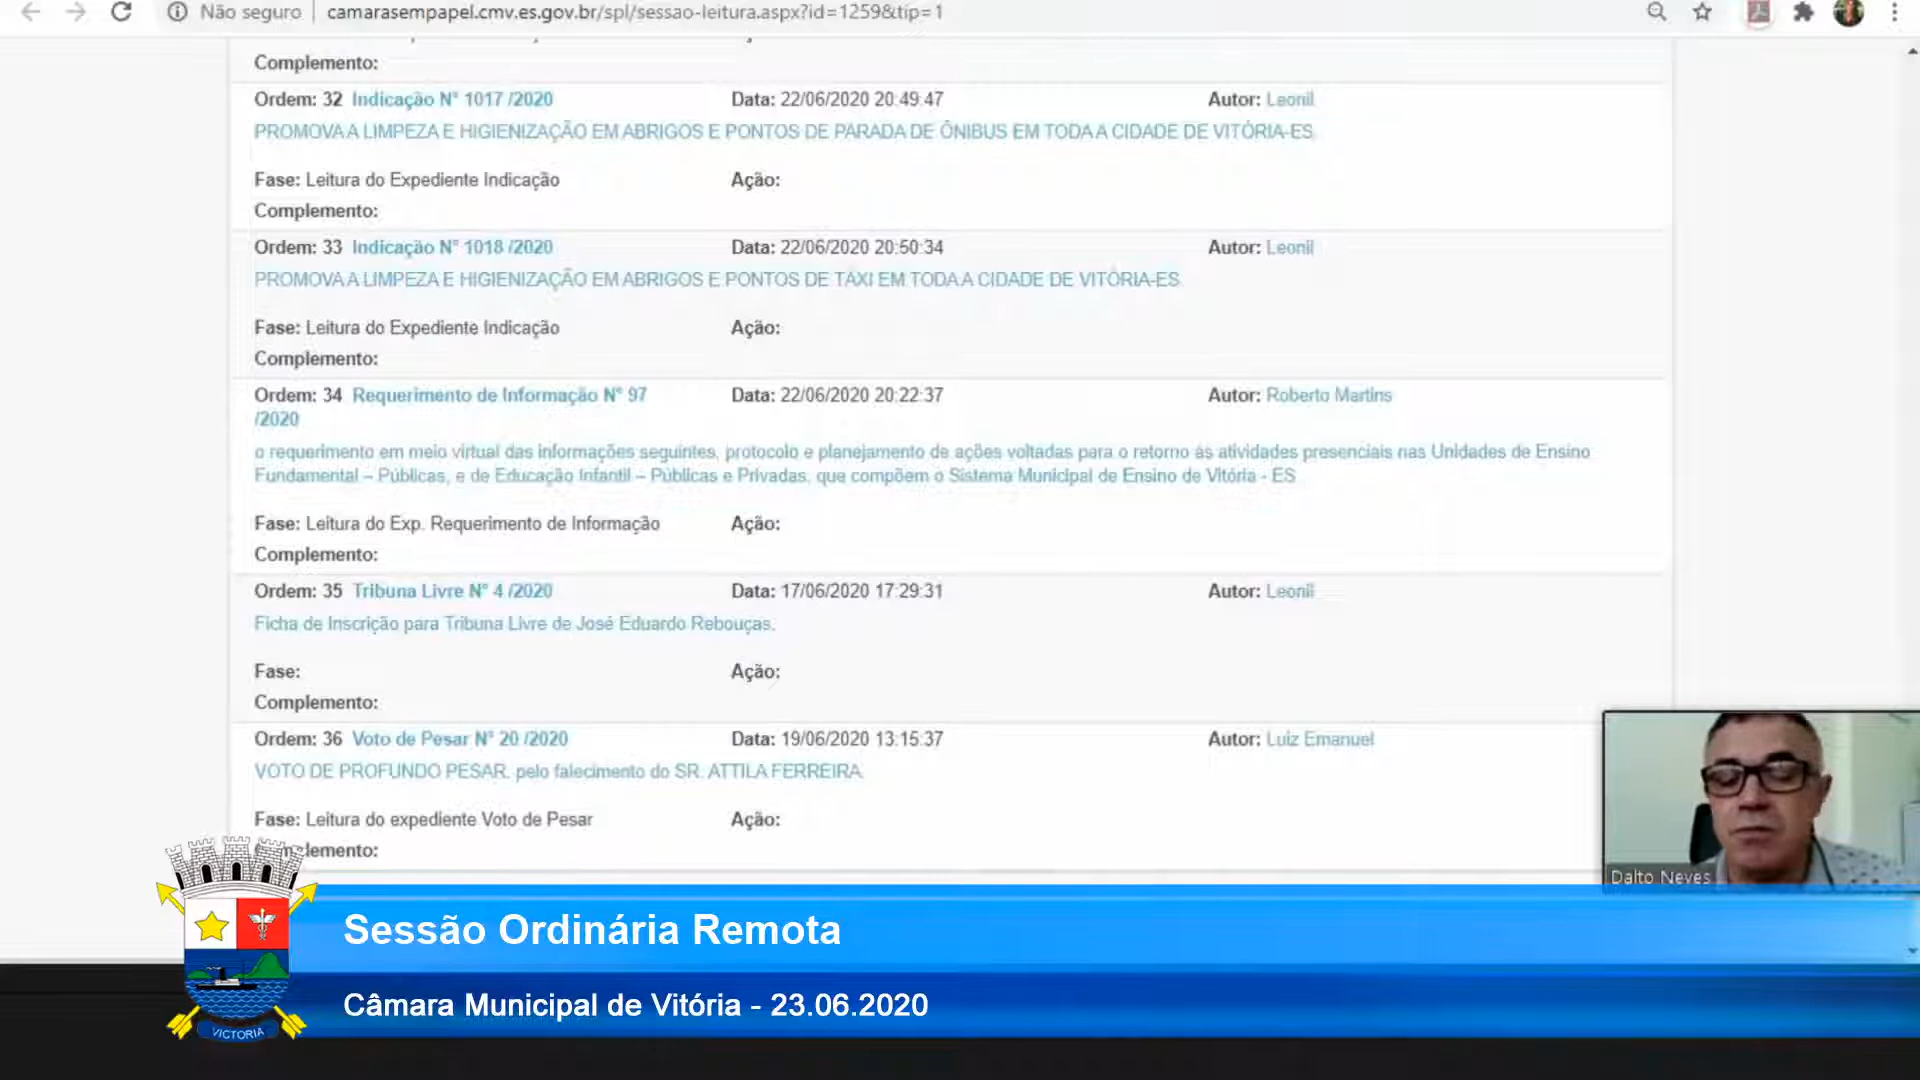 Não seguro | camarasempapel.cmv.es.gov.br/spl/sessao-leitura.aspx?id=1259&tip=1
Complemento:
Ordem: 32 Indicação N° 1017 /2020 Data: 22/06/2020 20:49:47 Autor: Leonil
PROMOVA A LIMPEZA E HIGIENIZAÇÃO EM ABRIGOS E PONTOS DE PARADA DE ÔNIBUS EM TODA A CIDADE DE VITÓRIA-ES.
Fase: Leitura do Expediente Indicação Ação:
Complemento:
Ordem: 33 Indicação N° 1018 /2020 Data: 22/06/2020 20:50:34 Autor: Leonil
PROMOVA A LIMPEZA E HIGIENIZAÇÃO EM ABRIGOS E PONTOS DE TÁXI EM TODA A CIDADE DE VITÓRIA-ES.
Fase: Leitura do Expediente Indicação Ação:
Complemento:
Ordem: 34 Requerimento de Informação N° 97 Data: 22/06/2020 20:22:37 Autor: Roberto Martins
/2020
o requerimento em meio virtual das informações seguintes, protocolo e planejamento de ações voltadas para o retorno às atividades presenciais nas Unidades de Ensino
Fundamental – Públicas, e de Educação Infantil – Públicas e Privadas, que compõem o Sistema Municipal de Ensino de Vitória - ES
Fase: Leitura do Exp. Requerimento de Informação Ação:
Complemento:
Ordem: 35 Tribuna Livre N° 4 /2020 Data: 17/06/2020 17:29:31 Autor: Leonil
Ficha de Inscrição para Tribuna Livre de José Eduardo Rebouças.
Fase: Ação:
Complemento:
Ordem: 36 Voto de Pesar N° 20 /2020 Data: 19/06/2020 13:15:37 Autor: Luiz Emanuel
VOTO DE PROFUNDO PESAR, pelo falecimento do SR. ATTILA FERREIRA.
Fase: Leitura do expediente Voto de Pesar Ação:
mplemento:
Dalto Neves
Sessão Ordinária Remota
Câmara Municipal de Vitória - 23.06.2020
VICTORIA